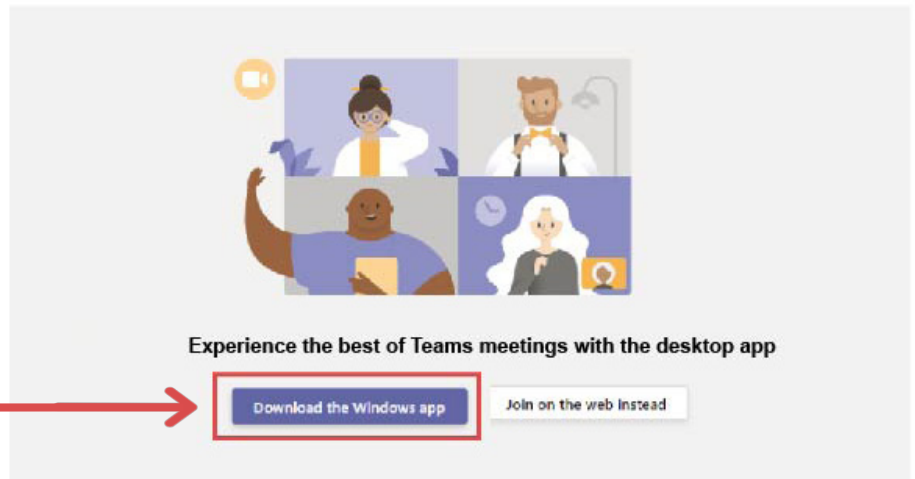 Experience the best of Teams meetings with the desktop app
Download the Windows app
Join on the web instead